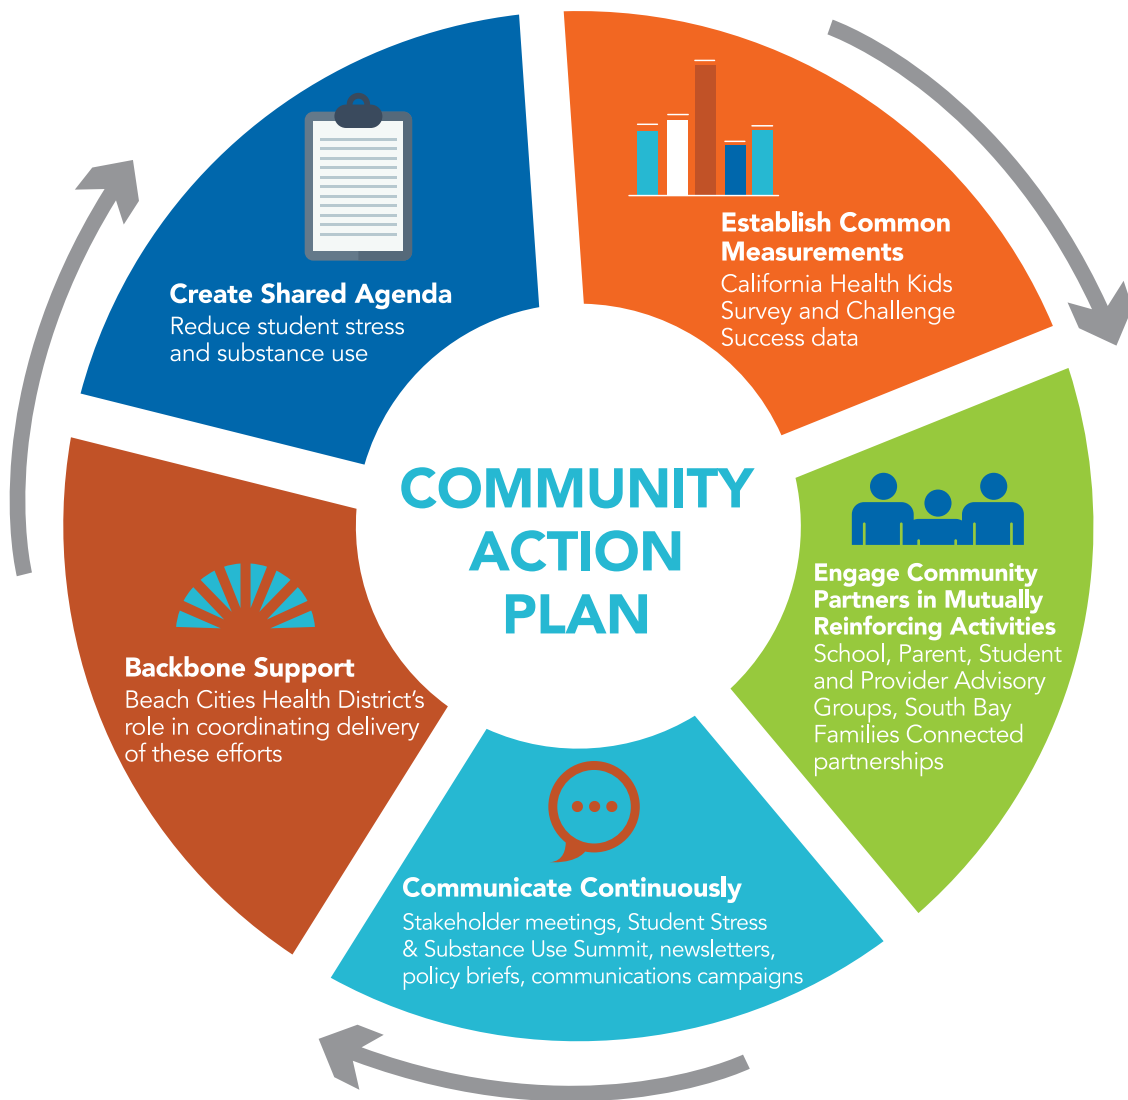 COMMUNITY
ACTION
PLAN
Create Shared Agenda
Reduce student stress
and substance use
Establish Common
Measurements
California Health Kids
Survey and Challenge
Success data
Engage Community
Partners in Mutually
Reinforcing Activities
School, Parent, Student
and Provider Advisory
Groups, South Bay
Families Connected
partnerships
Communicate Continuously
Stakeholder meetings, Student Stress
& Substance Use Summit, newsletters,
policy briefs, communications campaigns
Backbone Support
Beach Cities Health District’s
role in coordinating delivery
of these efforts